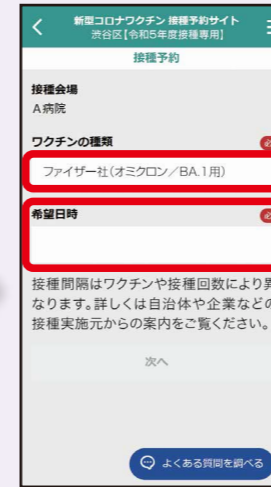 新型コロナワクチン 接種予約サイト
渋谷区【令和5年度接種専用】
接種予約
接種会場
A病院
ワクチンの種類
ファイザー社(オミクロン/BA.1用)
希望日時
接種間隔はワクチンや接種回数により異
なります。詳しくは自治体や企業などの
接種実施元からの案内をご覧ください。
次へ
よくある質問を調べる